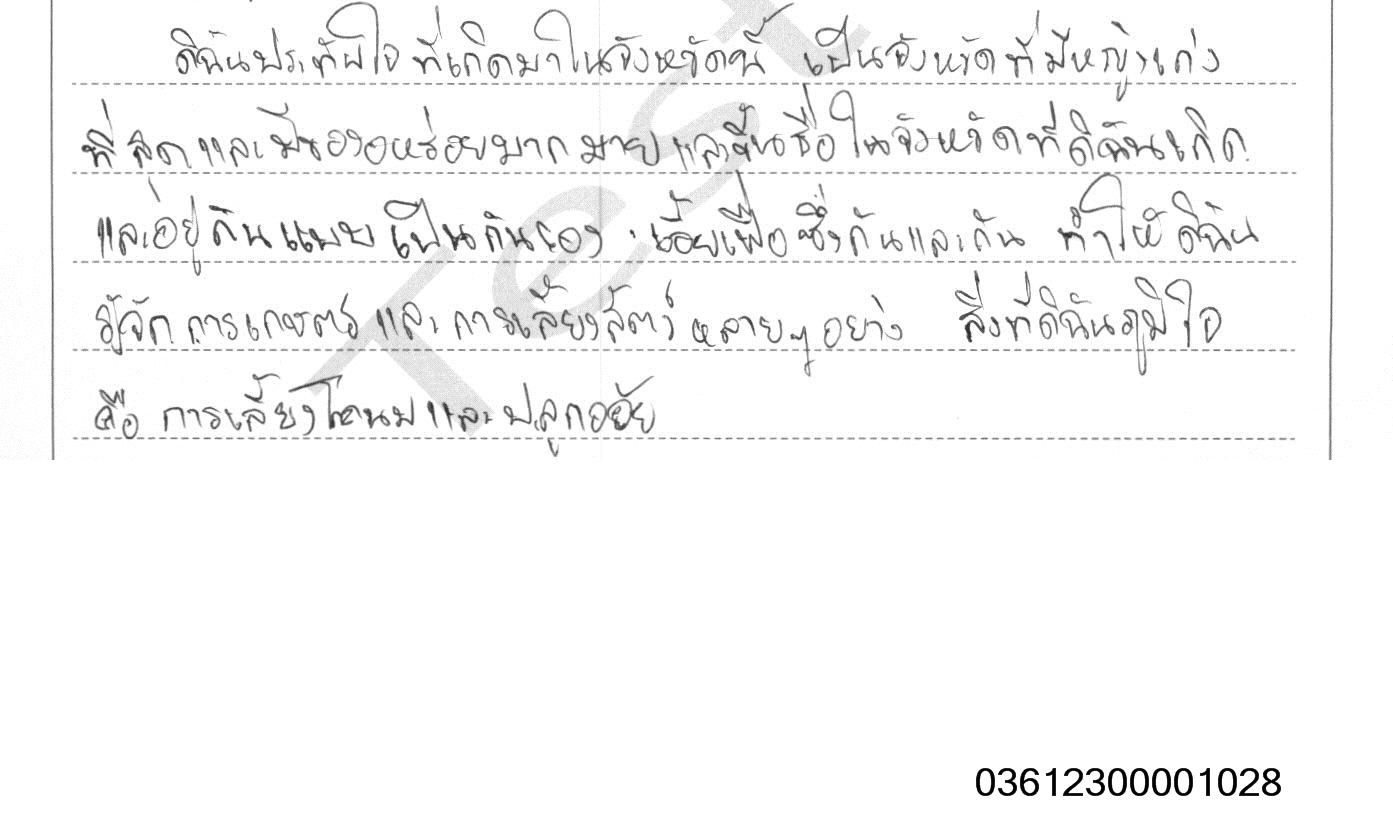 ดิฉันประทับใจที่เกิดมาในจังหวัดนี้ เป็นจังหวัดที่มีหญิงเก่ง
ที่สุดและมีของอหร่อยมากมายและขึ้นชื่อในจังหวัดที่ดิฉันเกิด
และอยู่กันแบบเป็นกันเอง เอื้อยเฟื้อซึ่งกันและกัน ทำให้ดิฉัน
รู้จักการเกษตรและการเลี้ยงสัตว์หลายๆอย่าง สิ่งที่ดิฉันภูมิใจ
คือ การเลี้ยงโคนมและปลูกออ้ย
Test
03612300001028